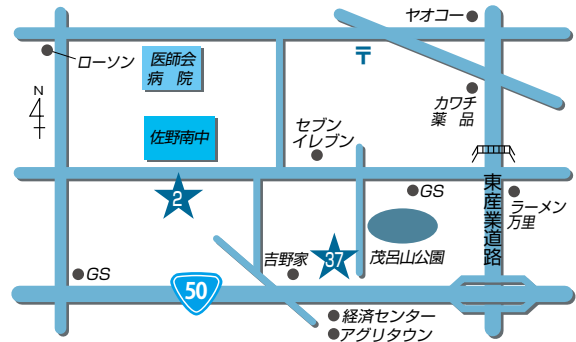 ヤオコー
ローソン
医師会
病 院
〒
N
カワチ
薬 品
佐野南中
セブン
イレブン
2
GS
東産業道路
ラーメン
万里
茂呂山公園
吉野家
37
GS
50
経済センター
アグリタウン